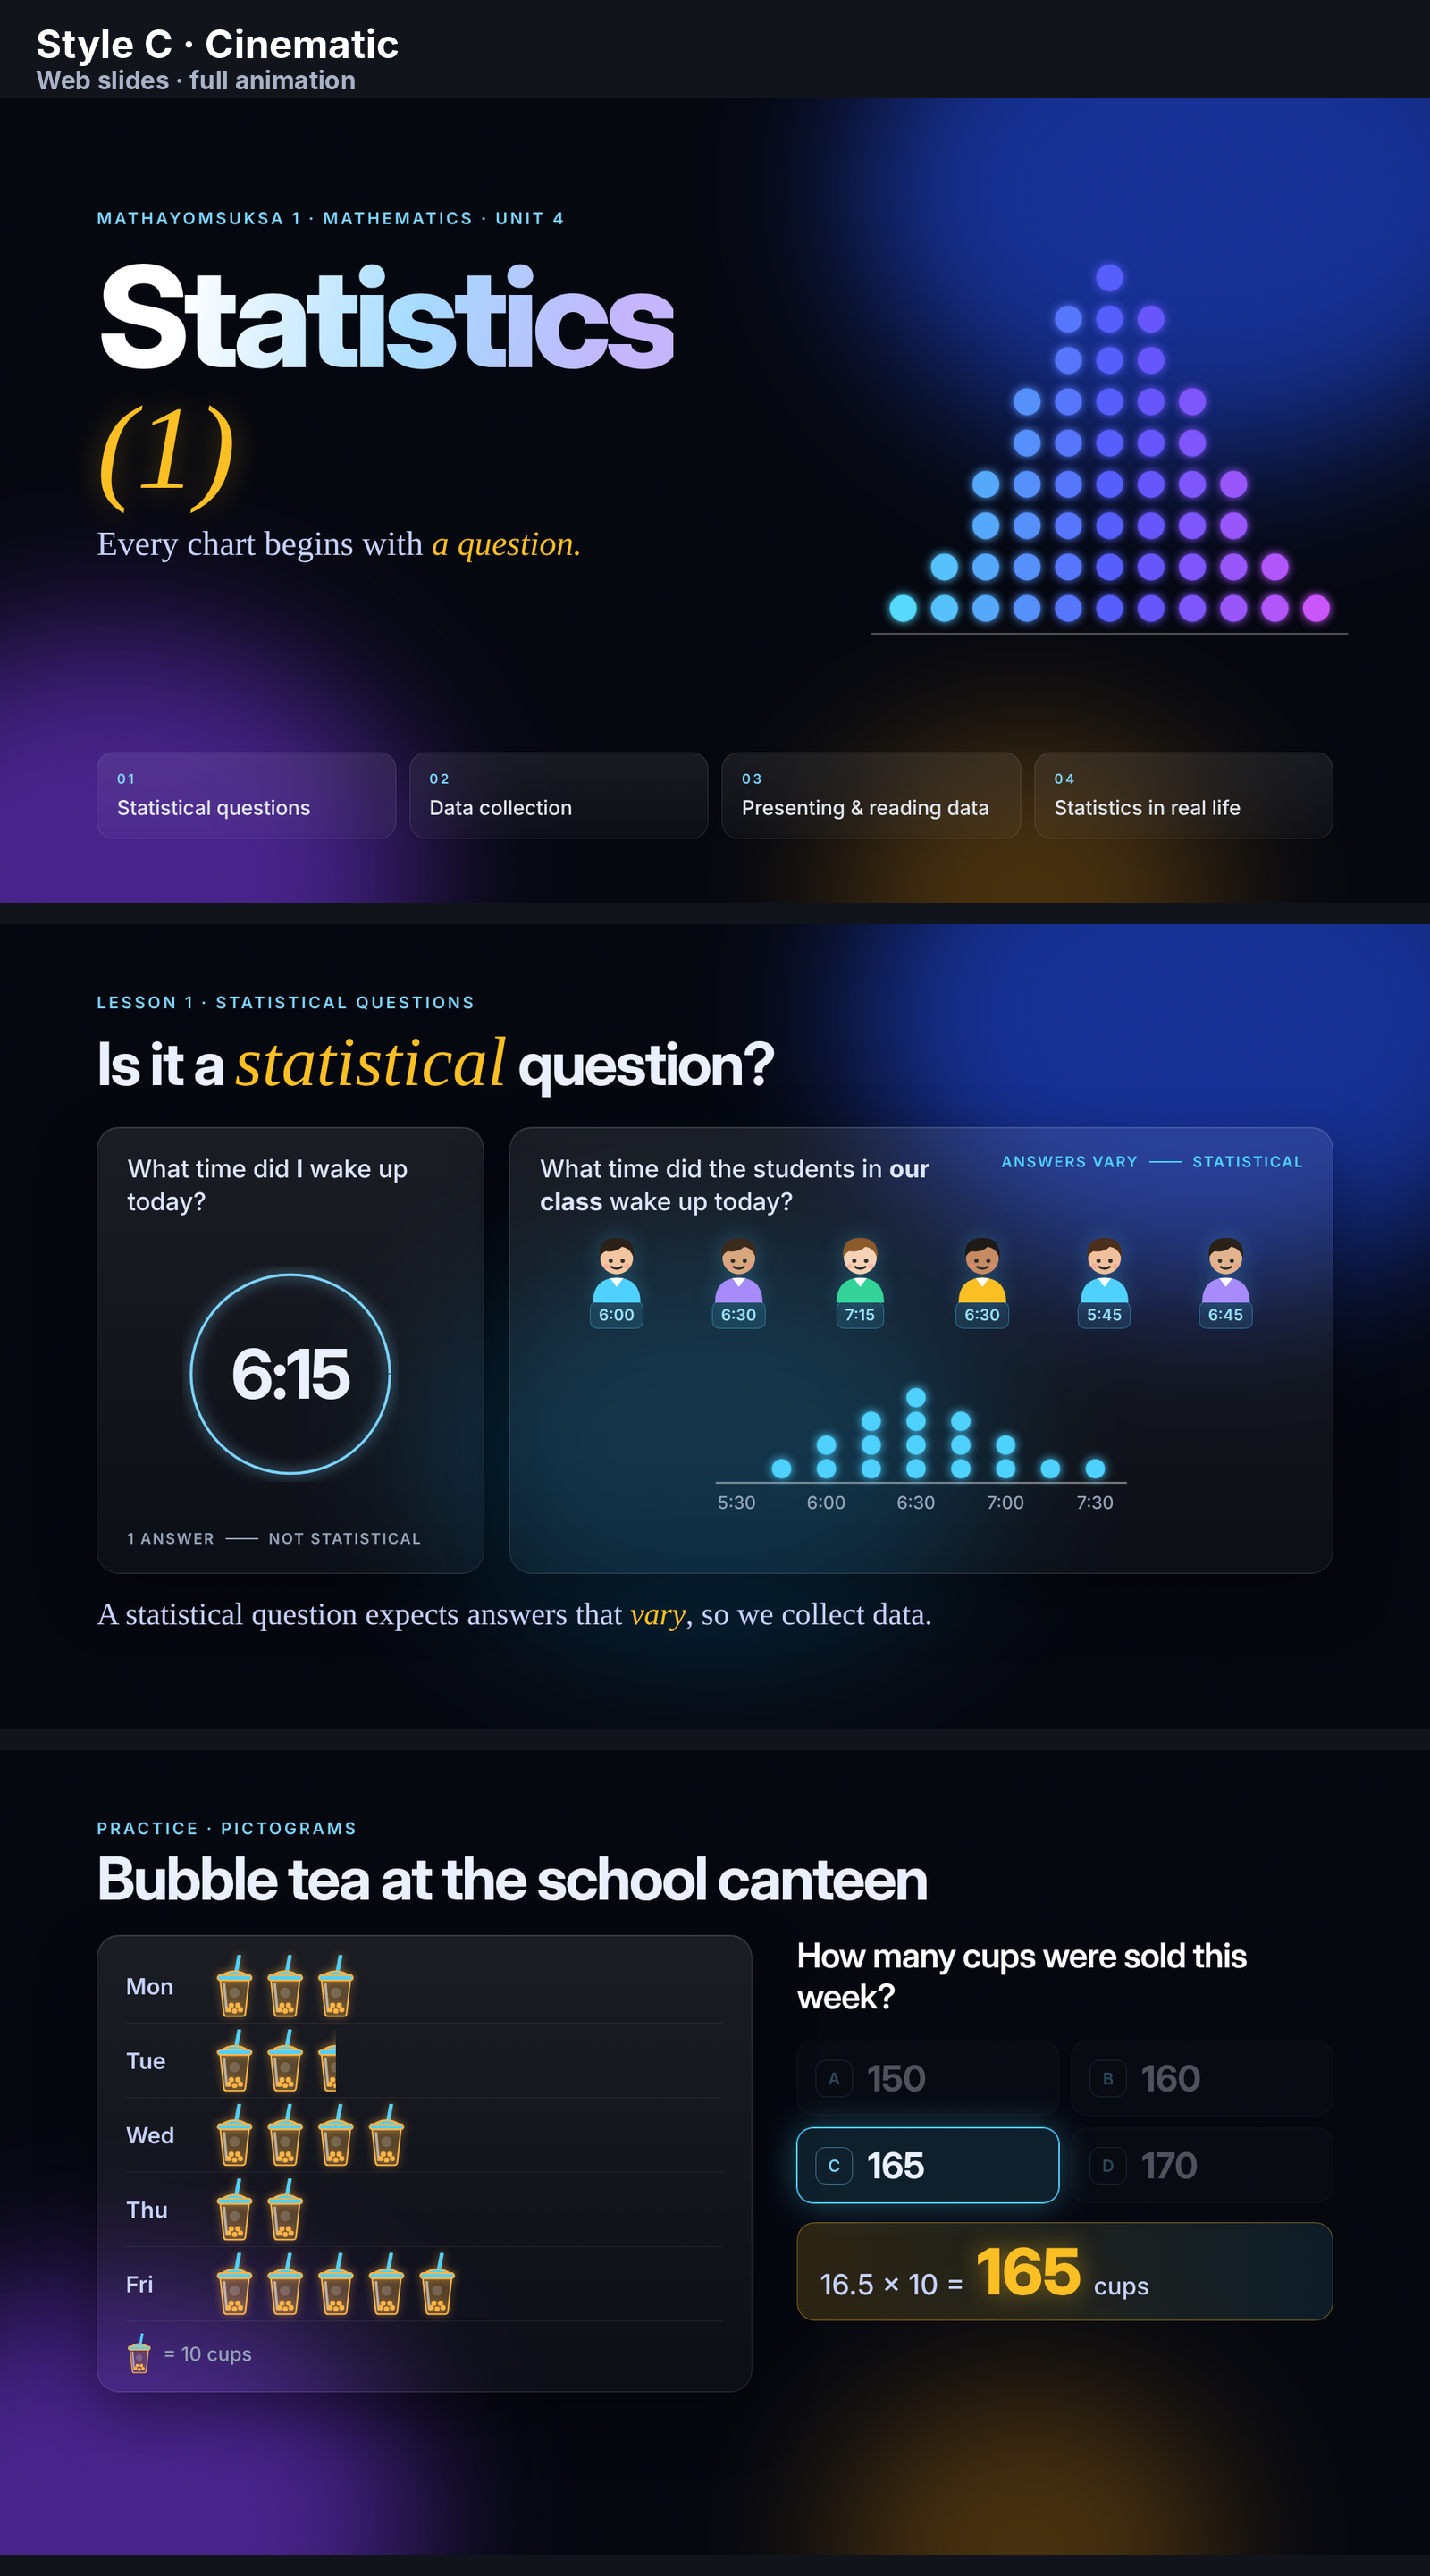 Style C · Cinematic
Web slides · full animation
MATHAYOMSUKSA 1 · MATHEMATICS · UNIT 4
Statistics
(1)
Every chart begins with a question.
01
Statistical questions
02
Data collection
03
Presenting & reading data
04
Statistics in real life
LESSON 1 · STATISTICAL QUESTIONS
Is it a statistical question?
What time did I wake up
today?
6:15
1 ANSWER — NOT STATISTICAL
What time did the students in our
class wake up today?
ANSWERS VARY — STATISTICAL
6:00 6:30 7:15 6:30 5:45 6:45
5:30 6:00 6:30 7:00 7:30
A statistical question expects answers that vary, so we collect data.
PRACTICE · PICTOGRAMS
Bubble tea at the school canteen
Mon
Tue
Wed
Thu
Fri
= 10 cups
How many cups were sold this
week?
A 150
B 160
C 165
D 170
16.5 × 10 = 165 cups